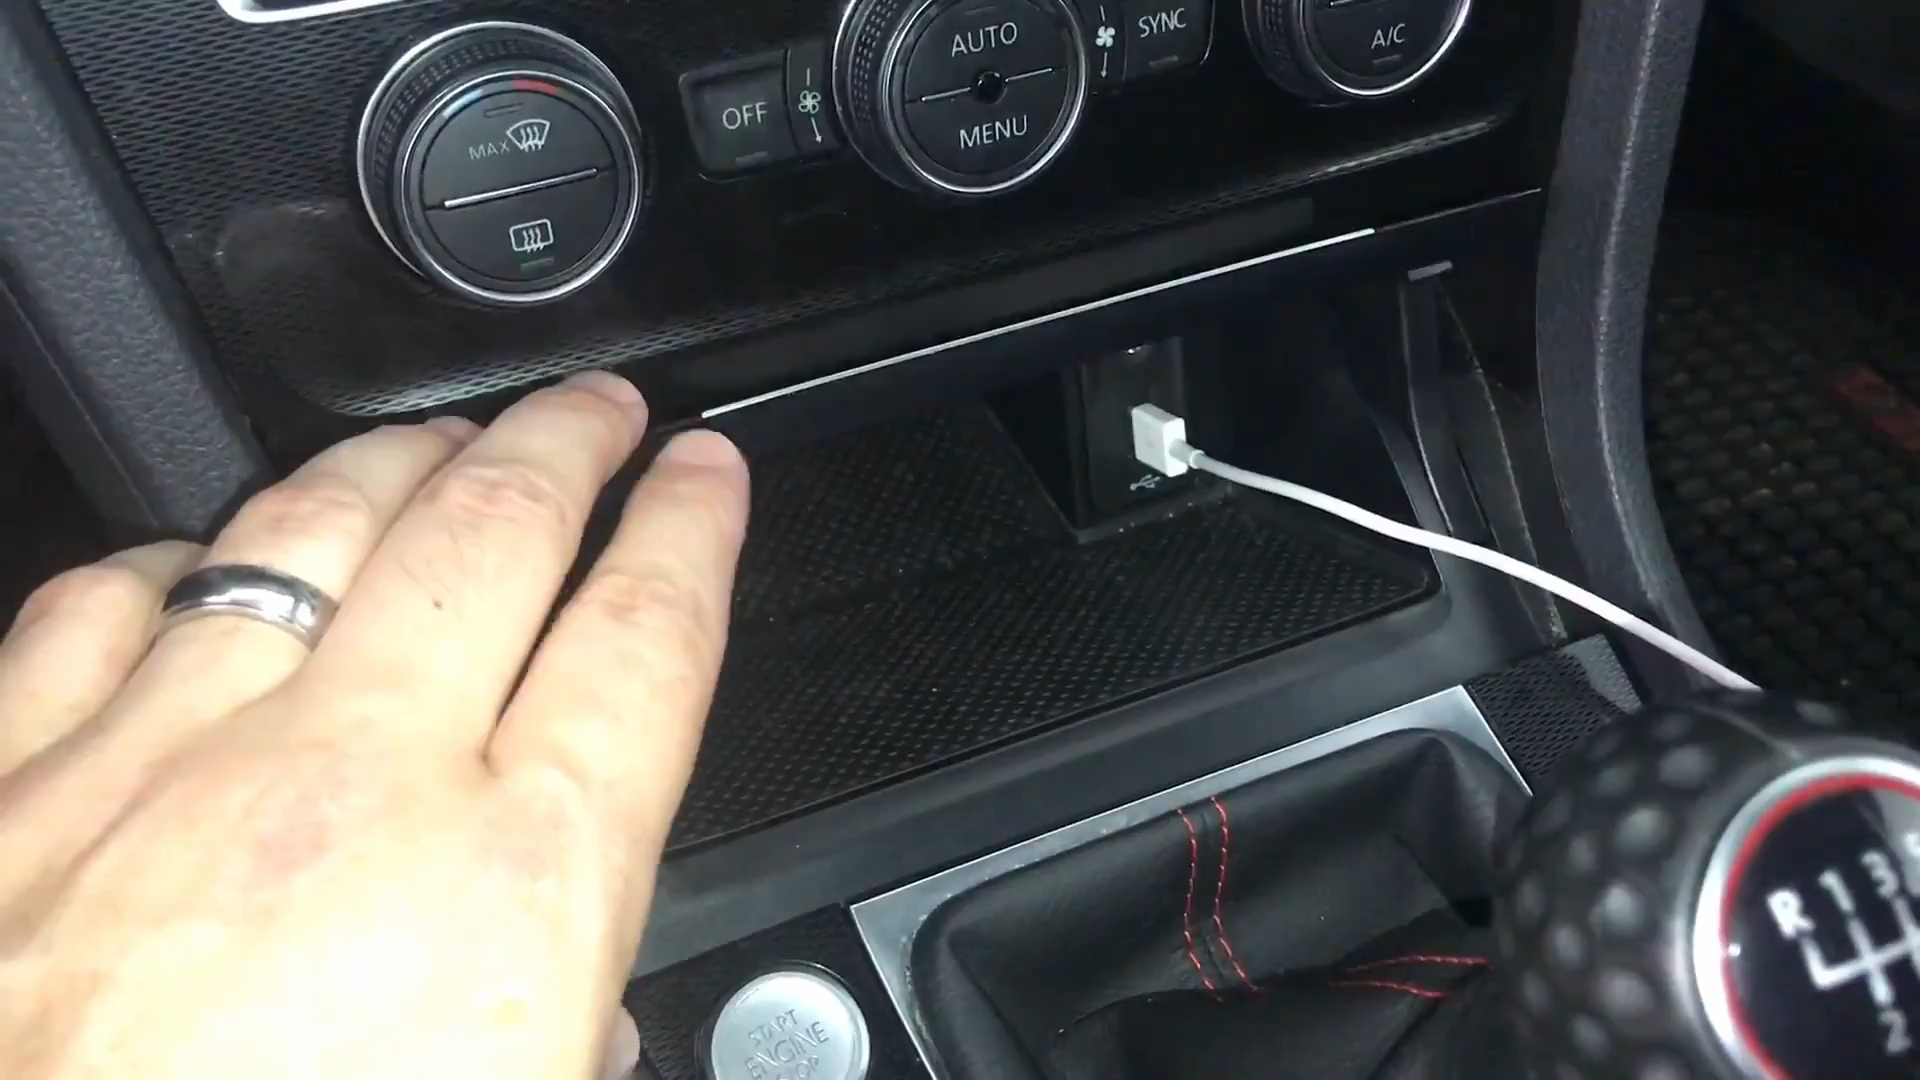 AUTO
SYNC
A/C
OFF
MENU
MAX
START
ENGINE
R 1 3
2